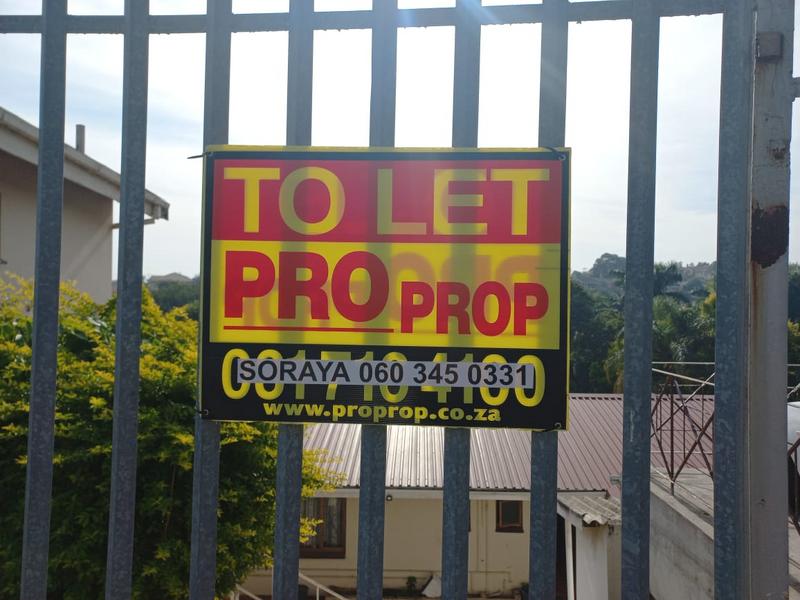 TO LET
PRO PROP
SORAYA 060 345 0331
www.proprop.co.za